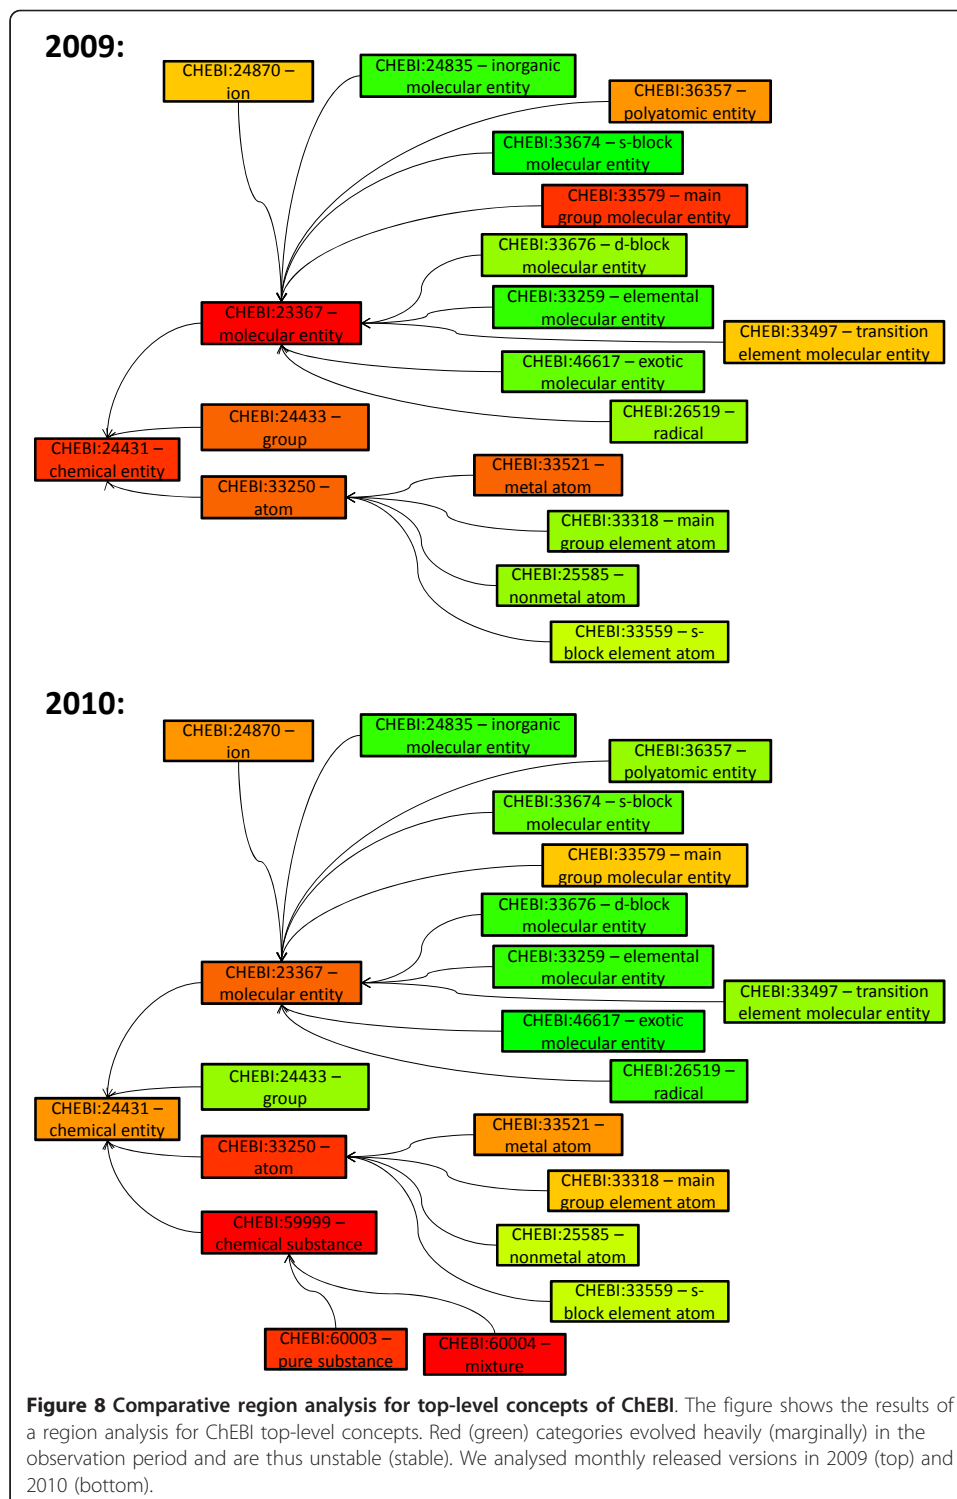 2009:
CHEBI:24870 –
ion
CHEBI:24835 – inorganic
molecular entity
CHEBI:36357 –
polyatomic entity
CHEBI:33674 – s-block
molecular entity
CHEBI:33579 – main
group molecular entity
CHEBI:33676 – d-block
molecular entity
CHEBI:23367 –
molecular entity
CHEBI:33259 – elemental
molecular entity
CHEBI:33497 – transition
element molecular entity
CHEBI:46617 – exotic
molecular entity
CHEBI:26519 –
radical
CHEBI:24433 –
group
CHEBI:24431 –
chemical entity
CHEBI:33250 –
atom
CHEBI:33521 –
metal atom
CHEBI:33318 – main
group element atom
CHEBI:25585 –
nonmetal atom
CHEBI:33559 – s-
block element atom
2010:
CHEBI:24870 –
ion
CHEBI:24835 – inorganic
molecular entity
CHEBI:36357 –
polyatomic entity
CHEBI:33674 – s-block
molecular entity
CHEBI:33579 – main
group molecular entity
CHEBI:33676 – d-block
molecular entity
CHEBI:23367 –
molecular entity
CHEBI:33259 – elemental
molecular entity
CHEBI:33497 – transition
element molecular entity
CHEBI:46617 – exotic
molecular entity
CHEBI:26519 –
radical
CHEBI:24433 –
group
CHEBI:24431 –
chemical entity
CHEBI:33250 –
atom
CHEBI:33521 –
metal atom
CHEBI:33318 – main
group element atom
CHEBI:59999 –
chemical substance
CHEBI:25585 –
nonmetal atom
CHEBI:33559 – s-
block element atom
CHEBI:60003 –
pure substance
CHEBI:60004 –
mixture
Figure 8 Comparative region analysis for top-level concepts of ChEBI. The figure shows the results of
a region analysis for ChEBI top-level concepts. Red (green) categories evolved heavily (marginally) in the
observation period and are thus unstable (stable). We analysed monthly released versions in 2009 (top) and
2010 (bottom).